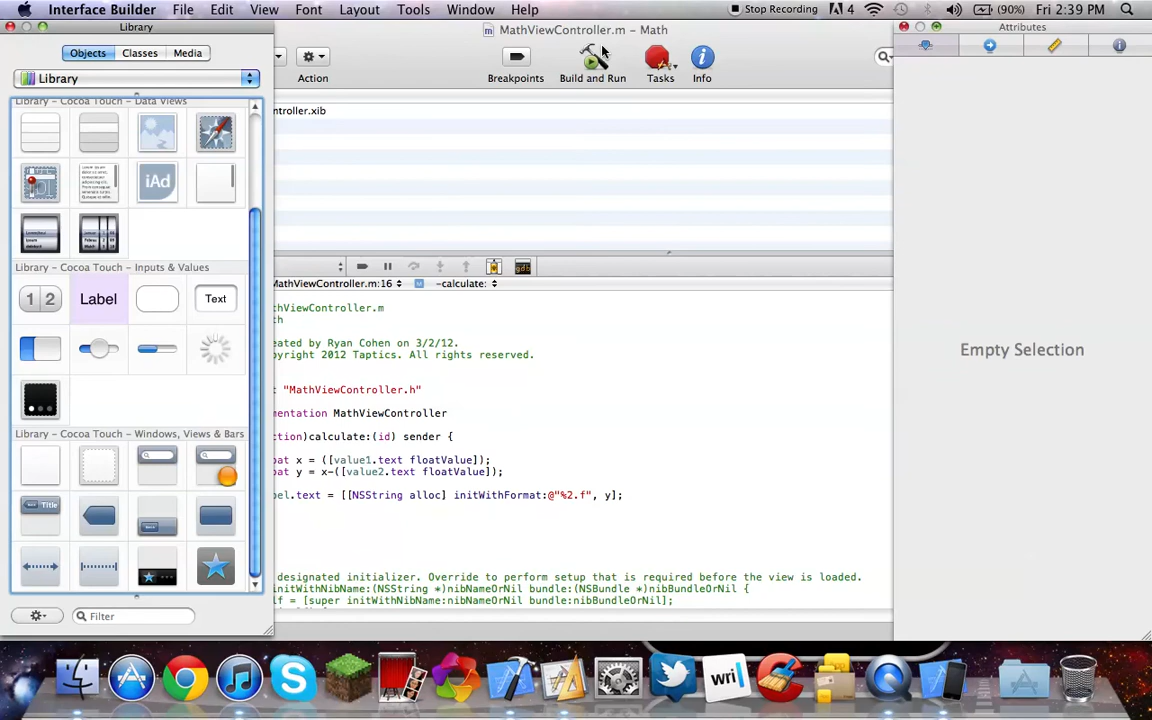 Interface Builder File Edit View Font Layout Tools Window Help Stop Recording 4 (90%) Fri 2:39 PM
Library
MathViewController.m – Math
Attributes
Objects Classes Media
Library
Action Breakpoints Build and Run Tasks Info
Library – Cocoa Touch – Data Views
ntroller.xib
iAd
Library – Cocoa Touch – Inputs & Values
1 2 Label Text
gdb
MathViewController.m:16 -calculate:
athViewController.m
th
eated by Ryan Cohen on 3/2/12.
pyright 2012 Taptics. All rights reserved.
t "MathViewController.h"
mentation MathViewController
ction)calculate:(id) sender {
oat x = ([value1.text floatValue]);
oat y = x-([value2.text floatValue]);
bel.text = [[NSString alloc] initWithFormat:@"%2.f", y];
Empty Selection
Library – Cocoa Touch – Windows, Views & Bars
Title
designated initializer. Override to perform setup that is required before the view is loaded.
initWithNibName:(NSString *)nibNameOrNil bundle:(NSBundle *)nibBundleOrNil {
lf = [super initWithNibName:nibNameOrNil bundle:nibBundleOrNil];
Filter
wri